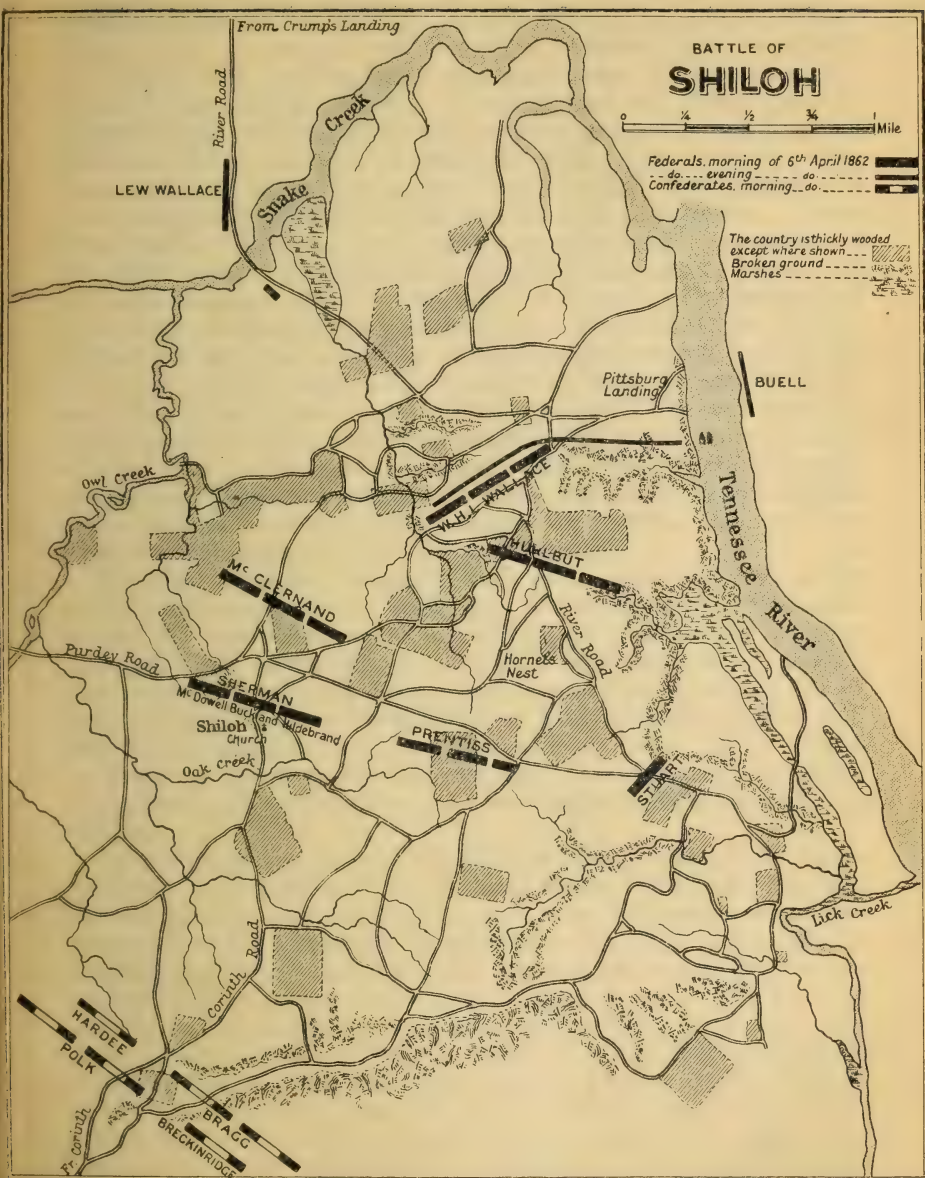 From Crump's Landing
River Road
BATTLE OF
SHILOH
0 ¼ ½ ¾ 1
Mile
Federals. morning of 6th April 1862
do. evening do.
Confederates. morning do.
The country is thickly wooded
except where shown
Broken ground
Marshes
LEW WALLACE
Snake Creek
Pittsburg
Landing
BUELL
Owl Creek
W.H.L. WALLACE
Tennessee River
HURLBUT
Mc CLERNAND
River Road
Hornets
Nest
Purdey Road
SHERMAN
Mc Dowell Buckland Hildebrand
Shiloh
Church
PRENTISS
STUART
Oak Creek
Lick Creek
Corinth Road
HARDEE
POLK
BRAGG
BRECKINRIDGE
Fr. Corinth